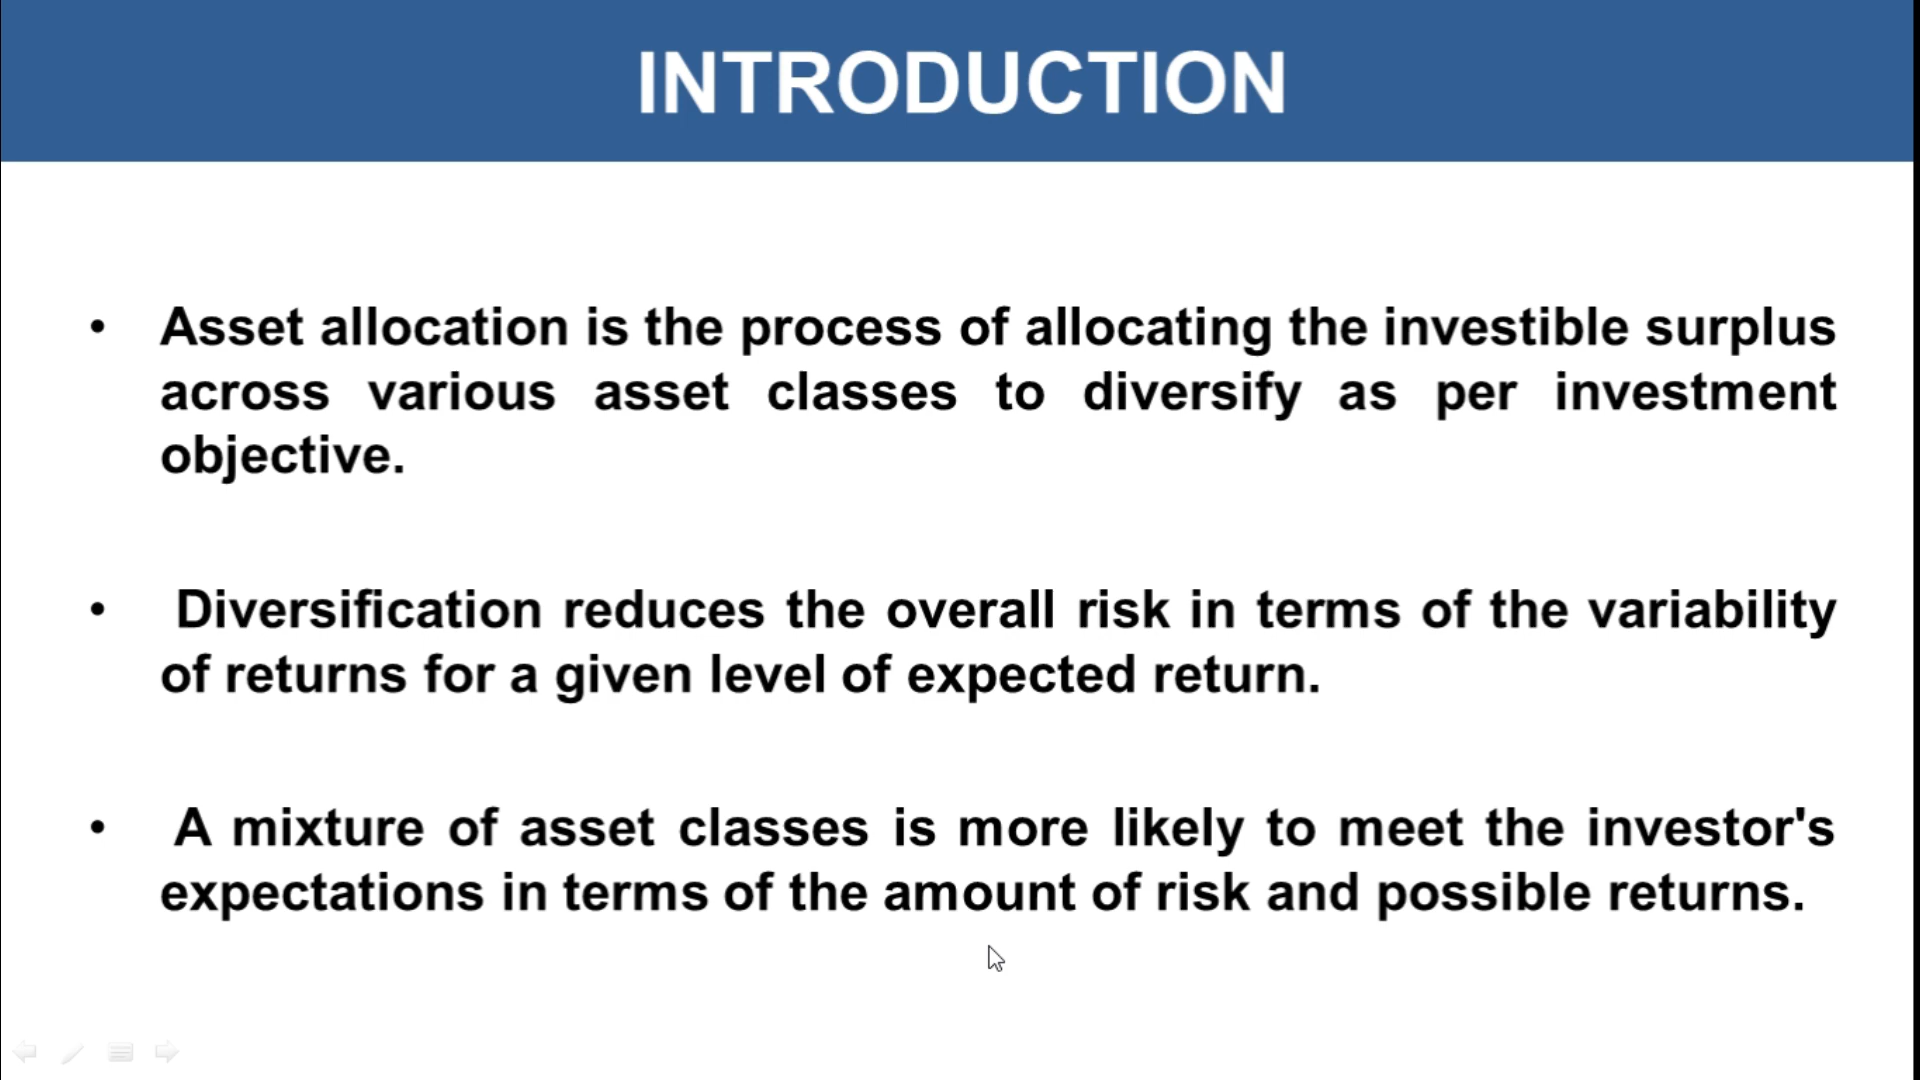 INTRODUCTION
• Asset allocation is the process of allocating the investible surplus
across various asset classes to diversify as per investment
objective.
• Diversification reduces the overall risk in terms of the variability
of returns for a given level of expected return.
• A mixture of asset classes is more likely to meet the investor's
expectations in terms of the amount of risk and possible returns.